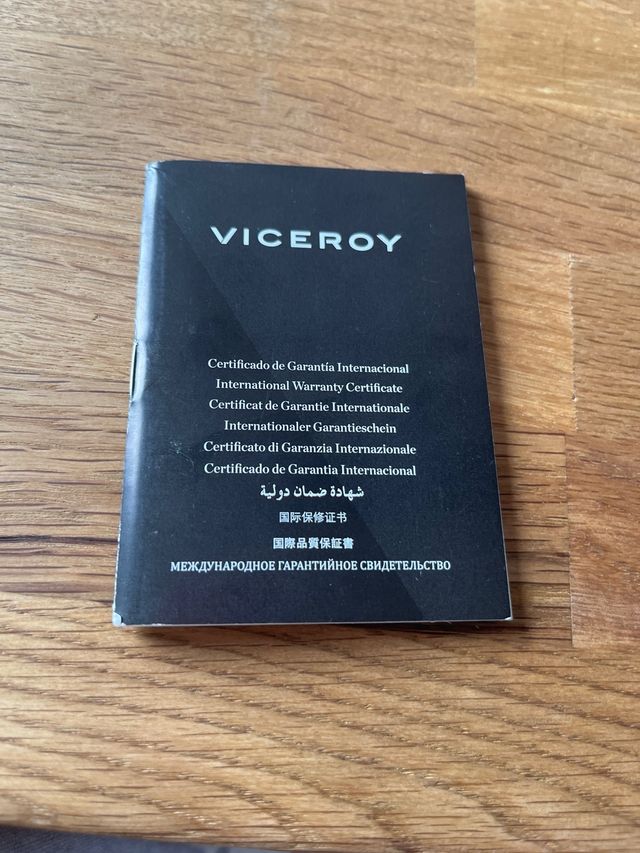 VICEROY
Certificado de Garantía Internacional
International Warranty Certificate
Certificat de Garantie Internationale
Internationaler Garantieschein
Certificato di Garanzia Internazionale
Certificado de Garantia Internacional
شهادة ضمان دولية
国际保修证书
国際品質保証書
МЕЖДУНАРОДНОЕ ГАРАНТИЙНОЕ СВИДЕТЕЛЬСТВО